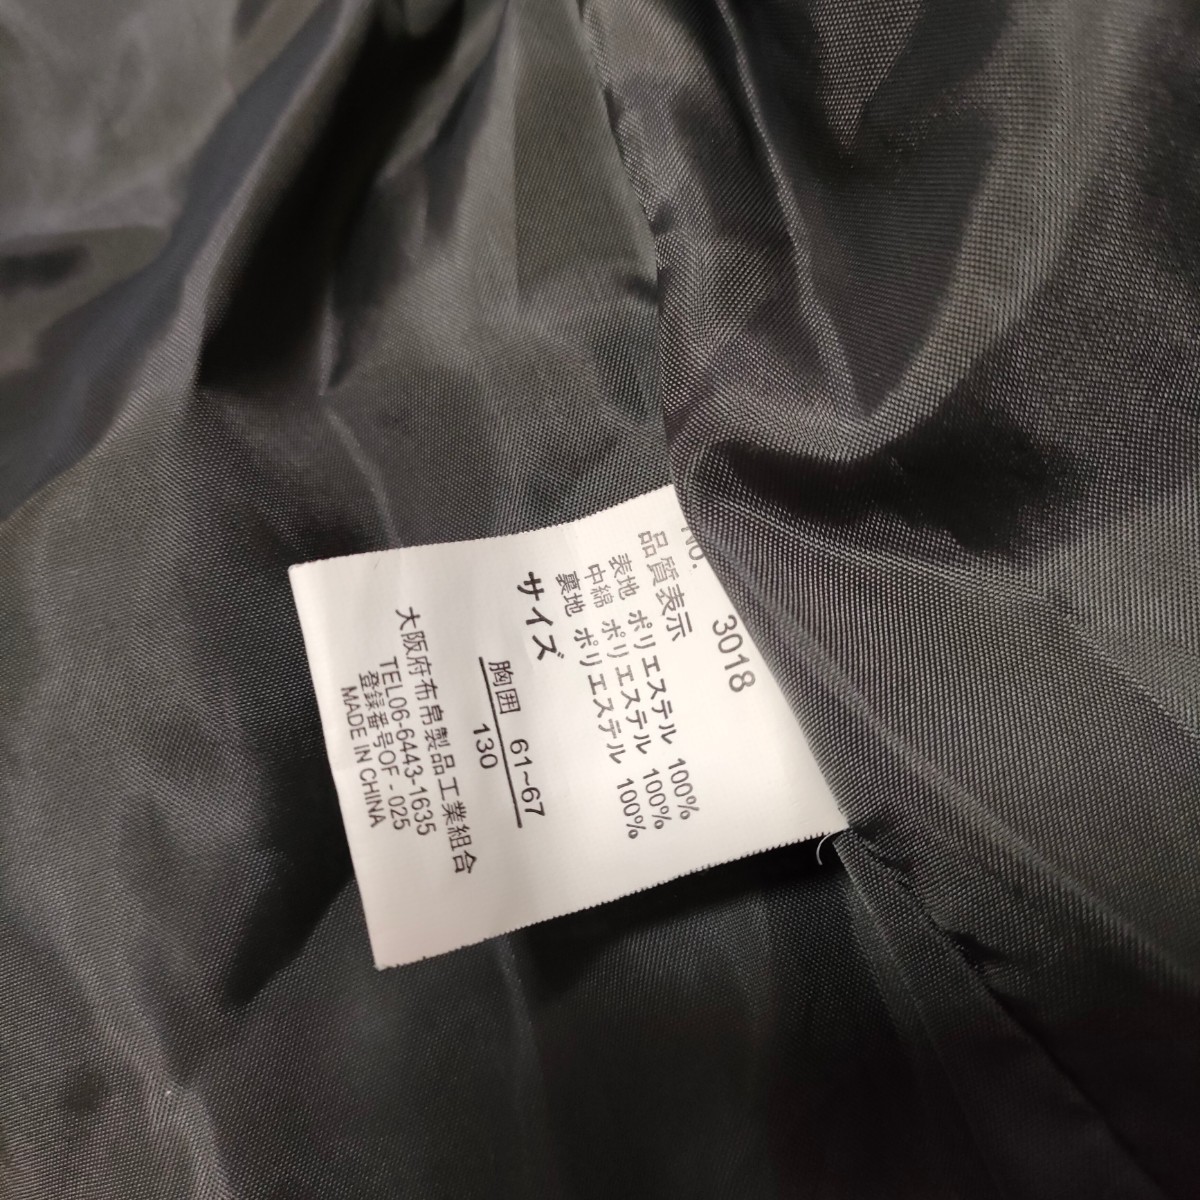 No. 3018
品質表示
表地 ポリエステル 100%
中綿 ポリエステル 100%
裏地 ポリエステル 100%
サイズ
胸囲 61~67
130
大阪府布帛製品工業組合
TEL06-6443-1635
登録番号OF-025
MADE IN CHINA